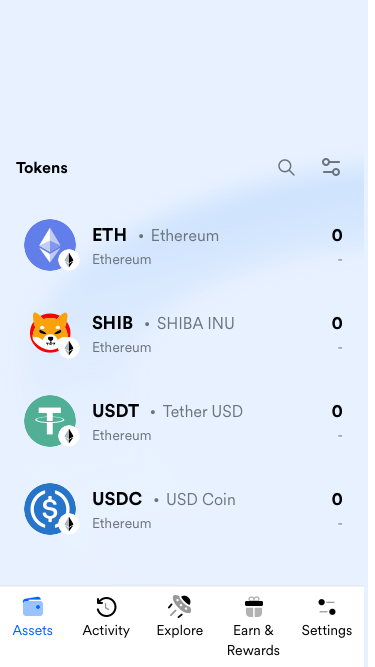 Tokens
ETH • Ethereum 0
Ethereum -
SHIB • SHIBA INU 0
Ethereum -
USDT • Tether USD 0
Ethereum -
USDC • USD Coin 0
Ethereum -
Assets Activity Explore Earn & Settings
Rewards